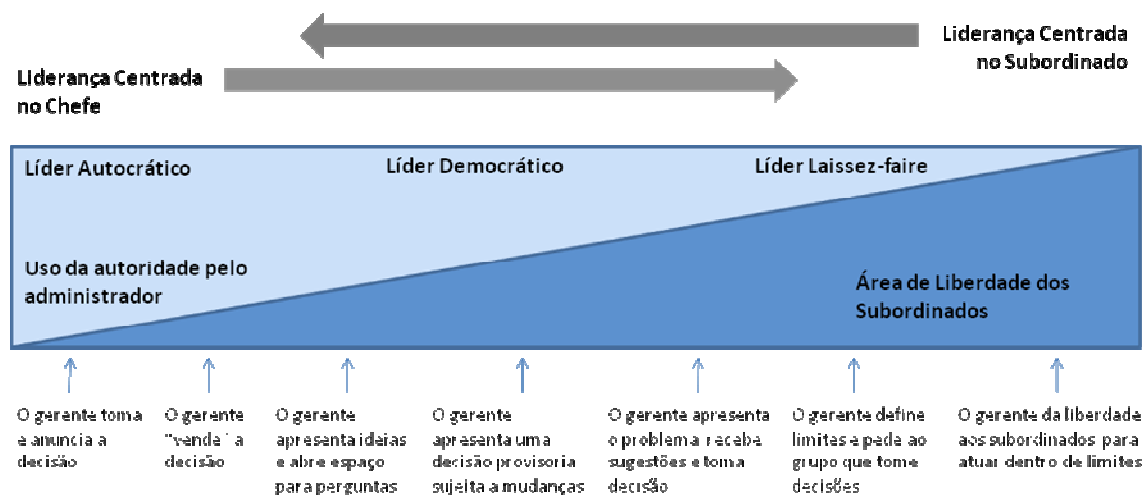 Liderança Centrada
no Subordinado
Liderança Centrada
no Chefe
Líder Autocrático
Líder Democrático
Líder Laissez-faire
Uso da autoridade pelo
administrador
Área de Liberdade dos
Subordinados
O gerente toma
e anuncia a
decisão
O gerente
"vende" a
decisão
O gerente
apresenta ideias
e abre espaço
para perguntas
O gerente
apresenta uma
decisão provisoria
sujeita a mudanças
O gerente apresenta
o problema, recebe
sugestões e toma
decisão
O gerente define
limites e pede ao
grupo que tome
decisões
O gerente da liberdade
aos subordinados para
atuar dentro de limites